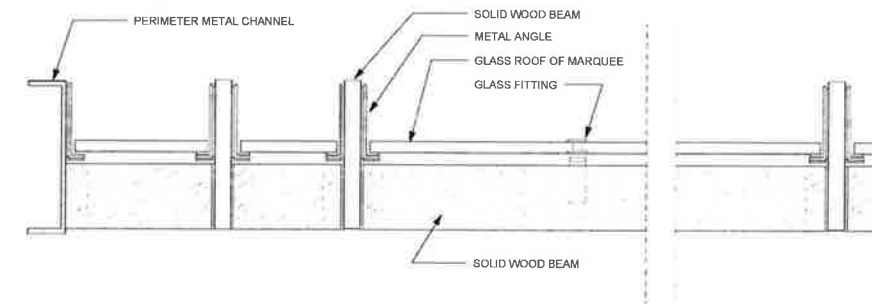 PERIMETER METAL CHANNEL
SOLID WOOD BEAM
METAL ANGLE
GLASS ROOF OF MARQUEE
GLASS FITTING
SOLID WOOD BEAM